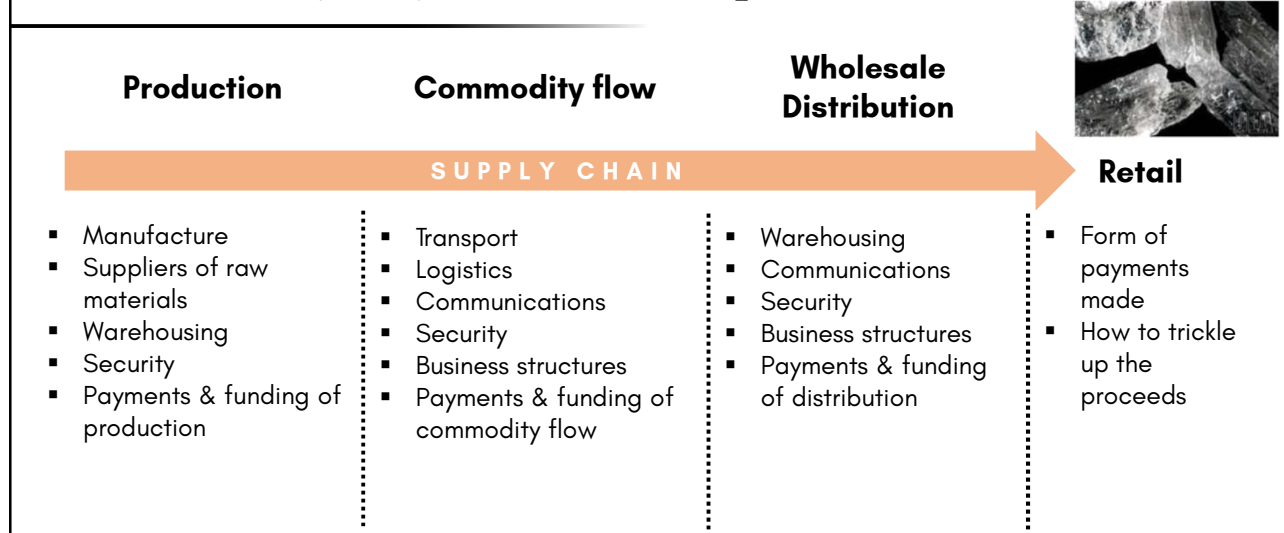 Production
Commodity flow
Wholesale
Distribution
SUPPLY CHAIN
Retail
▪ Manufacture
▪ Suppliers of raw
materials
▪ Warehousing
▪ Security
▪ Payments & funding of
production
▪ Transport
▪ Logistics
▪ Communications
▪ Security
▪ Business structures
▪ Payments & funding of
commodity flow
▪ Warehousing
▪ Communications
▪ Security
▪ Business structures
▪ Payments & funding
of distribution
▪ Form of
payments
made
▪ How to trickle
up the
proceeds